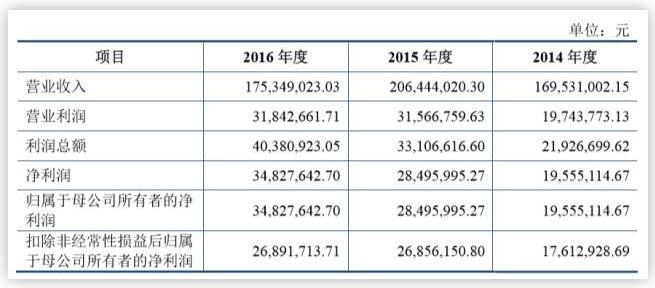 单位：元
项目 2016 年度 2015 年度 2014 年度
营业收入 175,349,023.03 206,444,020.30 169,531,002.15
营业利润 31,842,661.71 31,566,759.63 19,743,773.13
利润总额 40,380,923.05 33,106,616.60 21,926,699.62
净利润 34,827,642.70 28,495,995.27 19,555,114.67
归属于母公司所有者的净
利润 34,827,642.70 28,495,995.27 19,555,114.67
扣除非经常性损益后归属
于母公司所有者的净利润 26,891,713.71 26,856,150.80 17,612,928.69